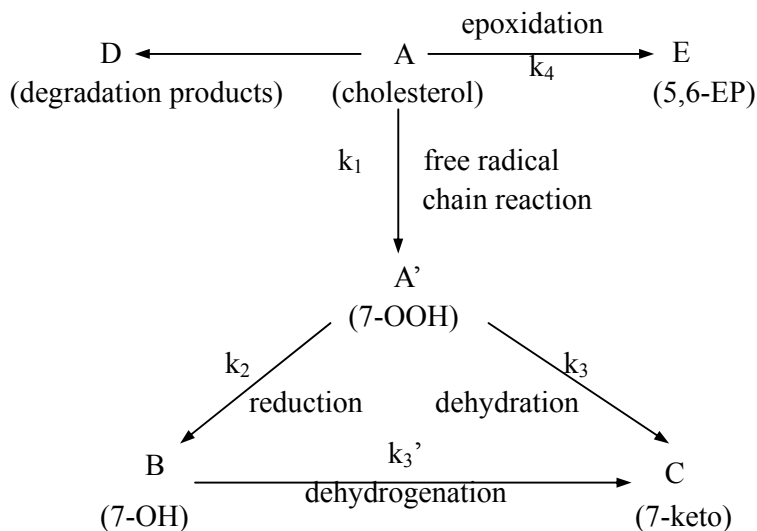 epoxidation
D A E
k₄
(degradation products) (cholesterol) (5,6-EP)
k₁ free radical
chain reaction
A’
(7-OOH)
k₂ k₃
reduction dehydration
B k₃’ C
dehydrogenation
(7-OH) (7-keto)